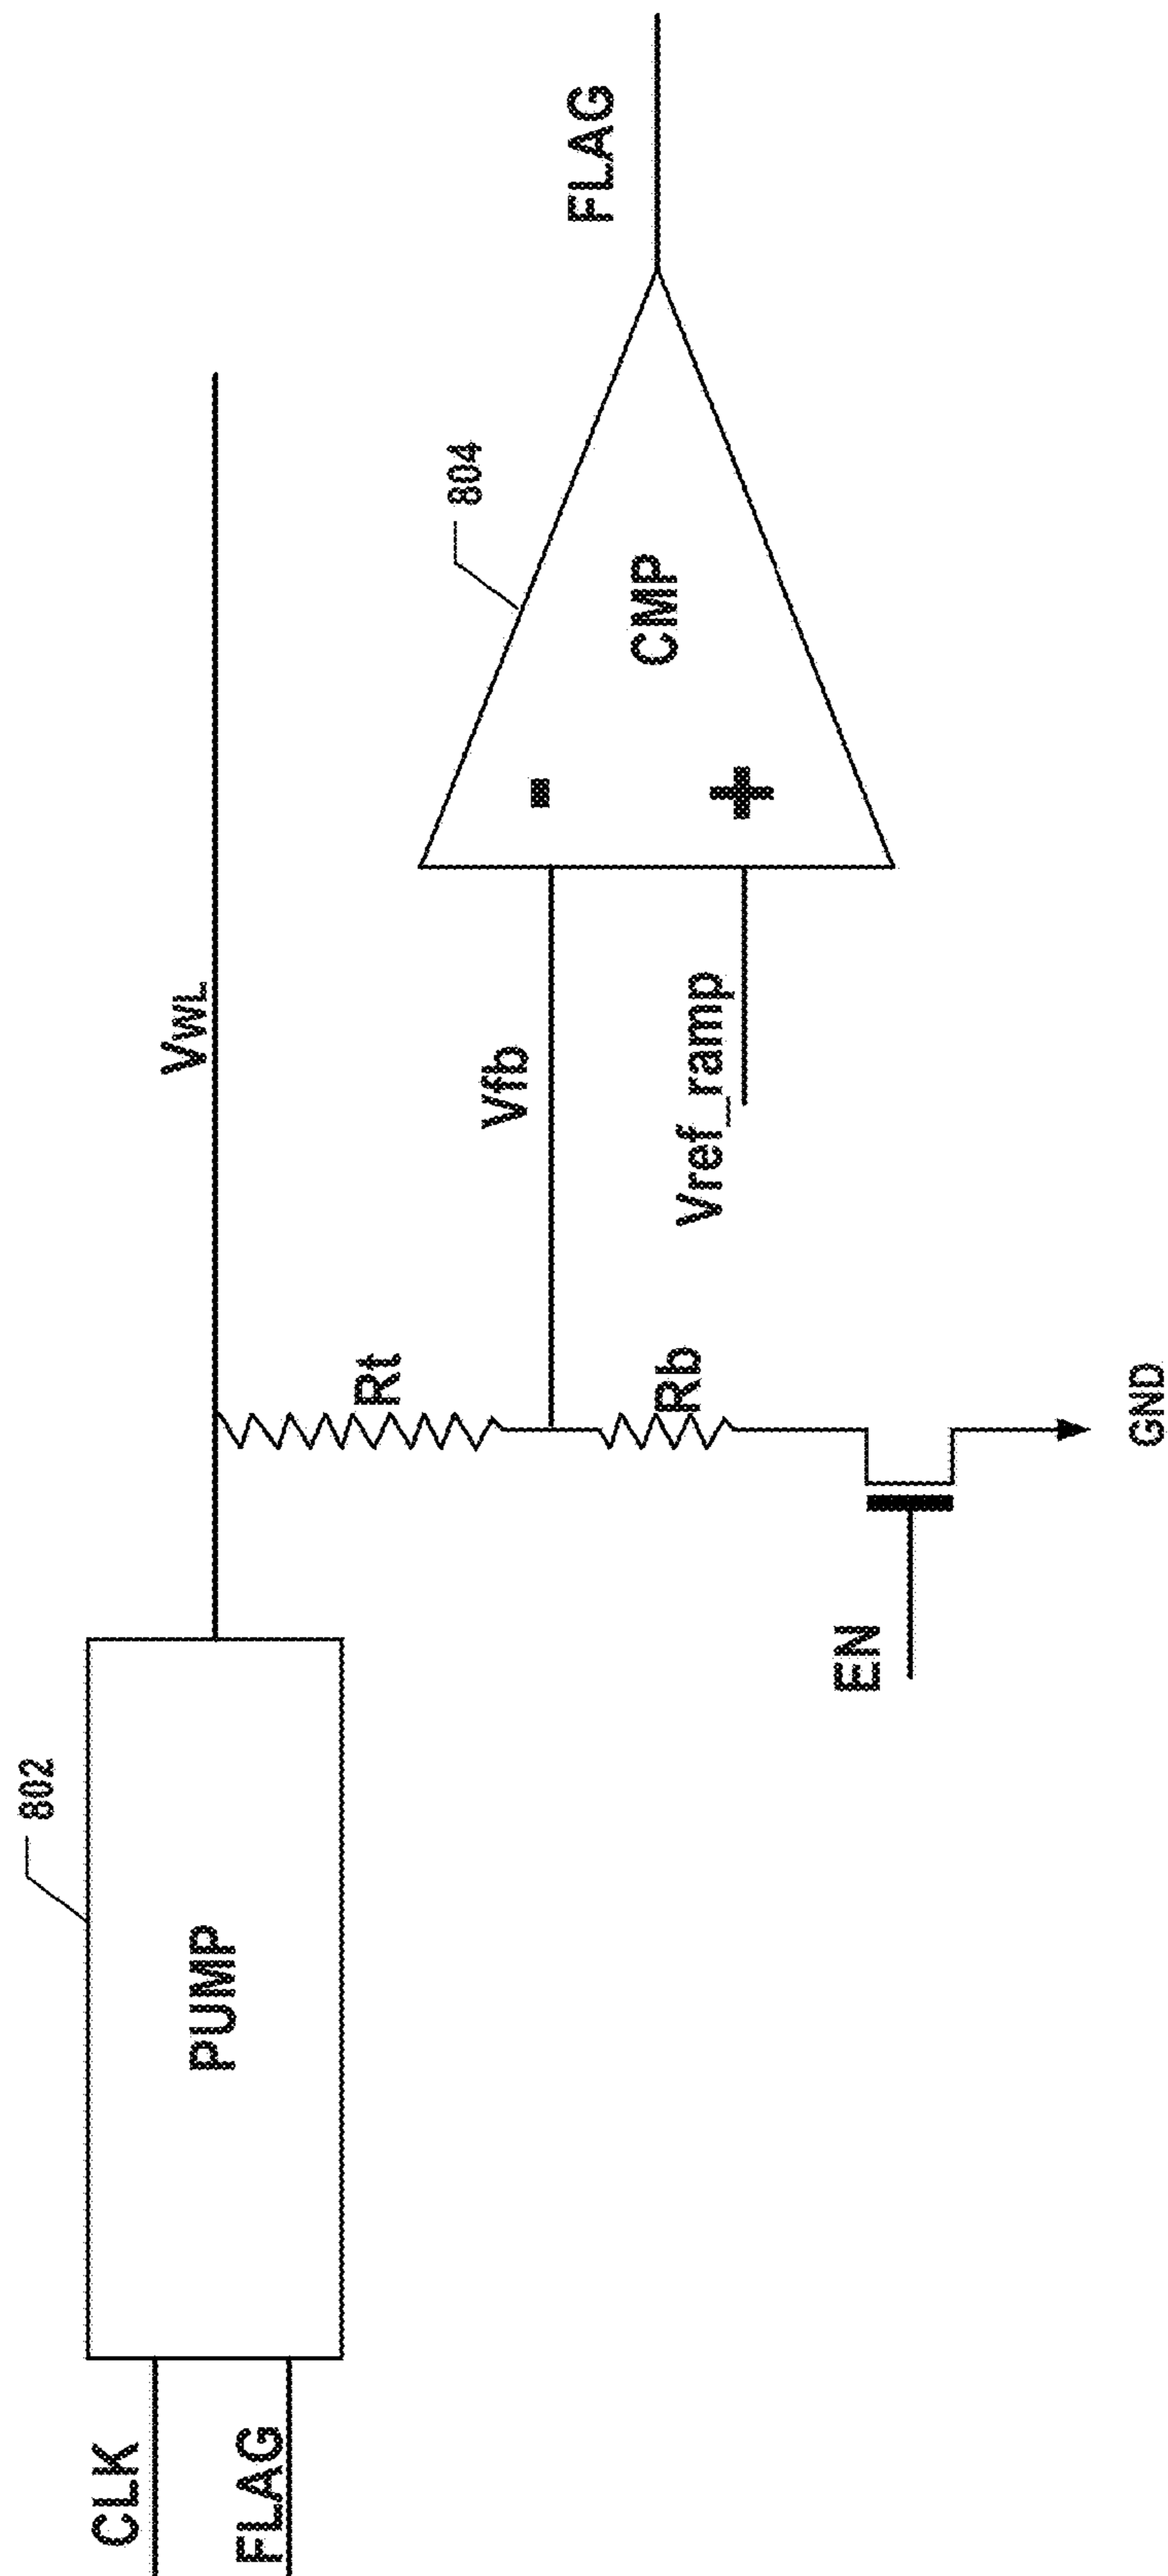 802
CLK
FLAG
PUMP
VWL
Rt
Vfb
804
Rb
Vref_ramp
-
+
CMP
FLAG
EN
GND